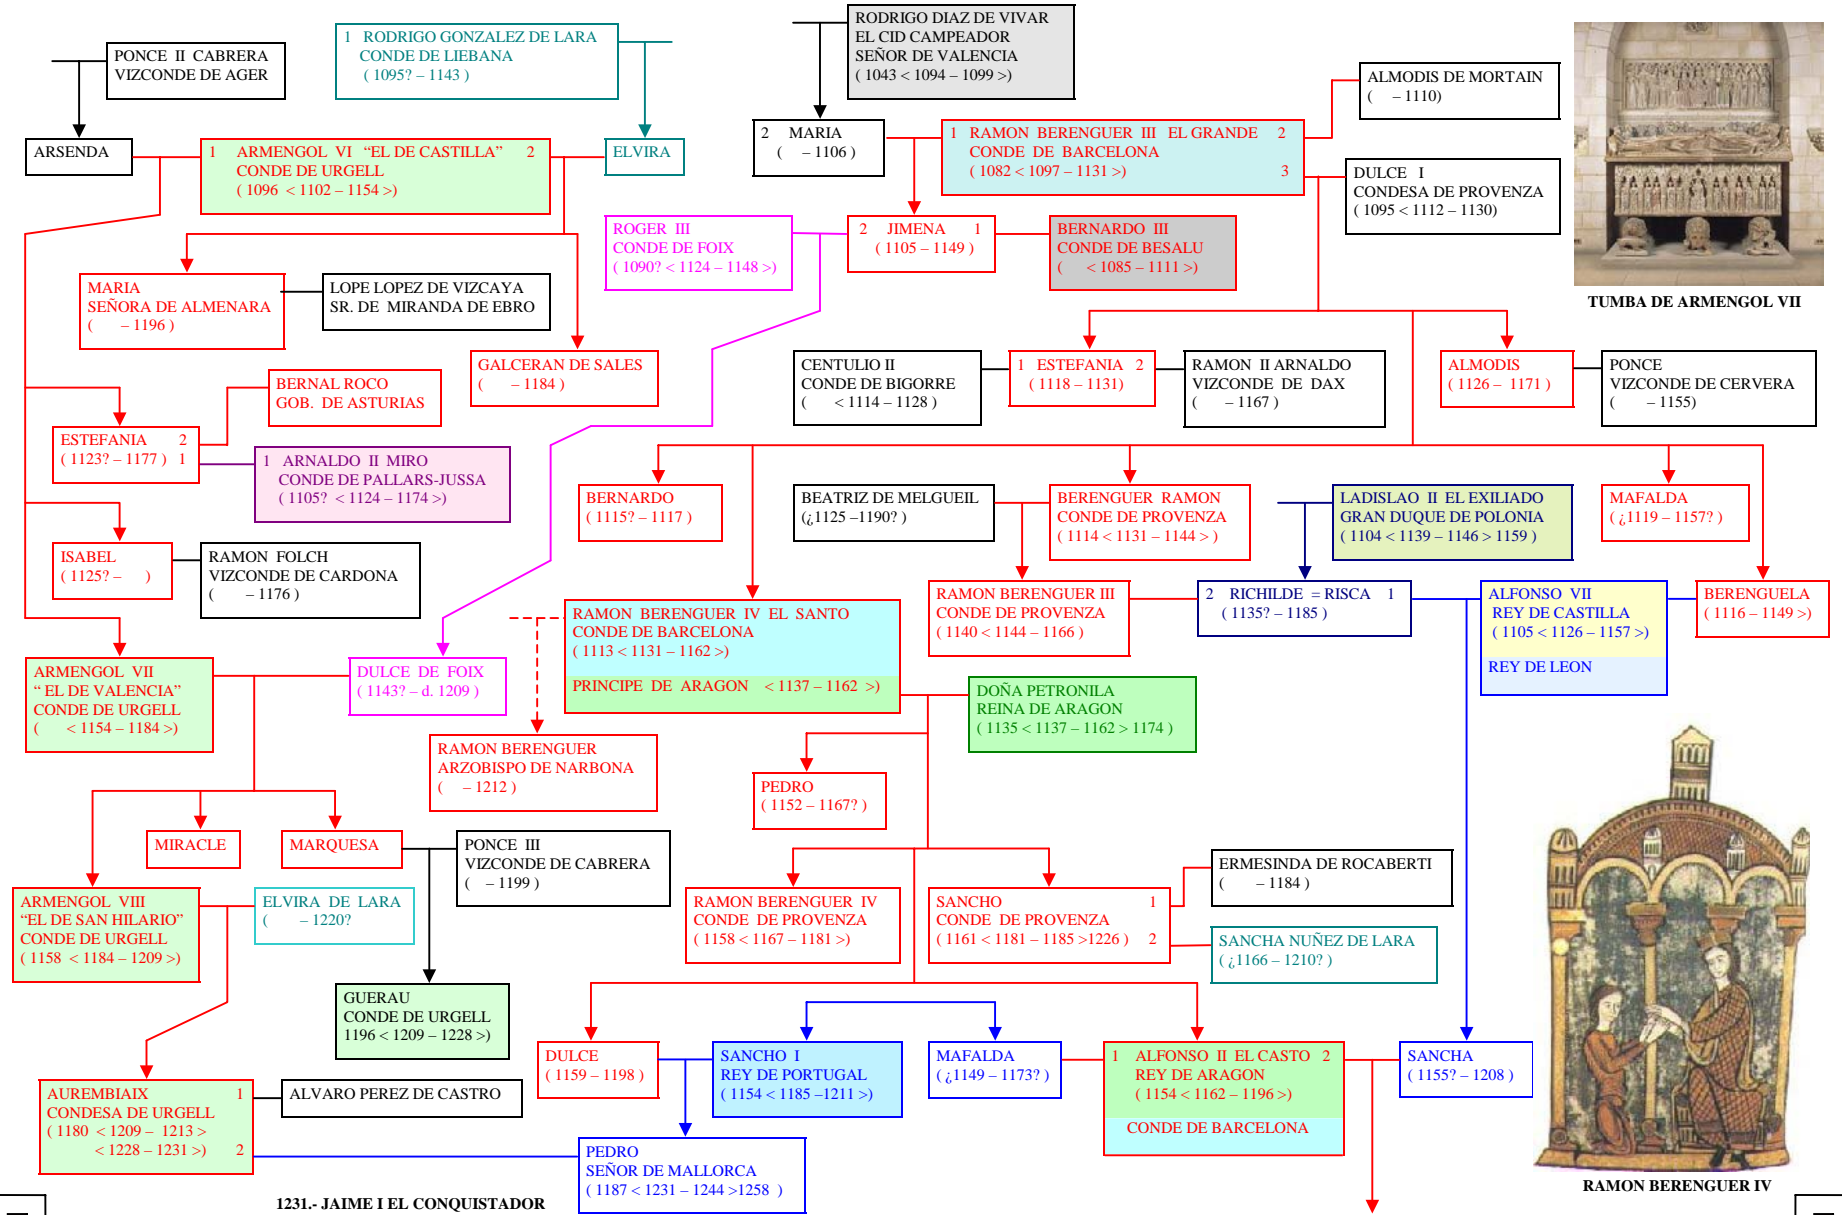 PONCE II CABRERA
VIZCONDE DE AGER
1 RODRIGO GONZALEZ DE LARA
CONDE DE LIEBANA
( 1095? – 1143 )
RODRIGO DIAZ DE VIVAR
EL CID CAMPEADOR
SEÑOR DE VALENCIA
( 1043 < 1094 – 1099 >)
ALMODIS DE MORTAIN
( – 1110)
ARSENDA
1 ARMENGOL VI “EL DE CASTILLA” 2
CONDE DE URGELL
( 1096 < 1102 – 1154 >)
ELVIRA
2 MARIA
( – 1106 )
1 RAMON BERENGUER III EL GRANDE 2
CONDE DE BARCELONA
( 1082 < 1097 – 1131 >) 3
DULCE I
CONDESA DE PROVENZA
( 1095 < 1112 – 1130)
TUMBA DE ARMENGOL VII
ROGER III
CONDE DE FOIX
( 1090? < 1124 – 1148 >)
2 JIMENA 1
( 1105 – 1149 )
BERNARDO III
CONDE DE BESALU
( < 1085 – 1111 >)
MARIA
SEÑORA DE ALMENARA
( – 1196 )
LOPE LOPEZ DE VIZCAYA
SR. DE MIRANDA DE EBRO
GALCERAN DE SALES
( – 1184 )
CENTULIO II
CONDE DE BIGORRE
( < 1114 – 1128 )
1 ESTEFANIA 2
( 1118 – 1131)
RAMON II ARNALDO
VIZCONDE DE DAX
( – 1167 )
ALMODIS
( 1126 – 1171 )
PONCE
VIZCONDE DE CERVERA
( – 1155)
BERNAL ROCO
GOB. DE ASTURIAS
ESTEFANIA 2
( 1123? – 1177 ) 1
1 ARNALDO II MIRO
CONDE DE PALLARS-JUSSA
( 1105? < 1124 – 1174 >)
BERNARDO
( 1115? – 1117 )
BEATRIZ DE MELGUEIL
(¿1125 –1190? )
BERENGUER RAMON
CONDE DE PROVENZA
( 1114 < 1131 – 1144 > )
LADISLAO II EL EXILIADO
GRAN DUQUE DE POLONIA
( 1104 < 1139 – 1146 > 1159 )
MAFALDA
( ¿1119 – 1157? )
ISABEL
( 1125? – )
RAMON FOLCH
VIZCONDE DE CARDONA
( – 1176 )
RAMON BERENGUER IV EL SANTO
CONDE DE BARCELONA
( 1113 < 1131 – 1162 >)
PRINCIPE DE ARAGON < 1137 – 1162 >)
RAMON BERENGUER III
CONDE DE PROVENZA
( 1140 < 1144 – 1166 )
2 RICHILDE = RISCA 1
( 1135? – 1185 )
ALFONSO VII
REY DE CASTILLA
( 1105 < 1126 – 1157 >)
REY DE LEON
BERENGUELA
( 1116 – 1149 >)
ARMENGOL VII
“ EL DE VALENCIA”
CONDE DE URGELL
( < 1154 – 1184 >)
DULCE DE FOIX
( 1143? – d. 1209 )
DOÑA PETRONILA
REINA DE ARAGON
( 1135 < 1137 – 1162 > 1174 )
RAMON BERENGUER
ARZOBISPO DE NARBONA
( – 1212 )
PEDRO
( 1152 – 1167? )
MIRACLE
MARQUESA
PONCE III
VIZCONDE DE CABRERA
( – 1199 )
ERMESINDA DE ROCABERTI
( – 1184 )
ARMENGOL VIII
“EL DE SAN HILARIO”
CONDE DE URGELL
( 1158 < 1184 – 1209 >)
ELVIRA DE LARA
( – 1220?
RAMON BERENGUER IV
CONDE DE PROVENZA
( 1158 < 1167 – 1181 >)
SANCHO 1
CONDE DE PROVENZA
( 1161 < 1181 – 1185 >1226 ) 2
SANCHA NUÑEZ DE LARA
( ¿1166 – 1210? )
GUERAU
CONDE DE URGELL
1196 < 1209 – 1228 >)
DULCE
( 1159 – 1198 )
SANCHO I
REY DE PORTUGAL
( 1154 < 1185 –1211 >)
MAFALDA
( ¿1149 – 1173? )
1 ALFONSO II EL CASTO 2
REY DE ARAGON
( 1154 < 1162 – 1196 >)
CONDE DE BARCELONA
SANCHA
( 1155? – 1208 )
AUREMBIAIX 1
CONDESA DE URGELL
( 1180 < 1209 – 1213 >
< 1228 – 1231 >) 2
ALVARO PEREZ DE CASTRO
PEDRO
SEÑOR DE MALLORCA
( 1187 < 1231 – 1244 >1258 )
RAMON BERENGUER IV
1231.- JAIME I EL CONQUISTADOR